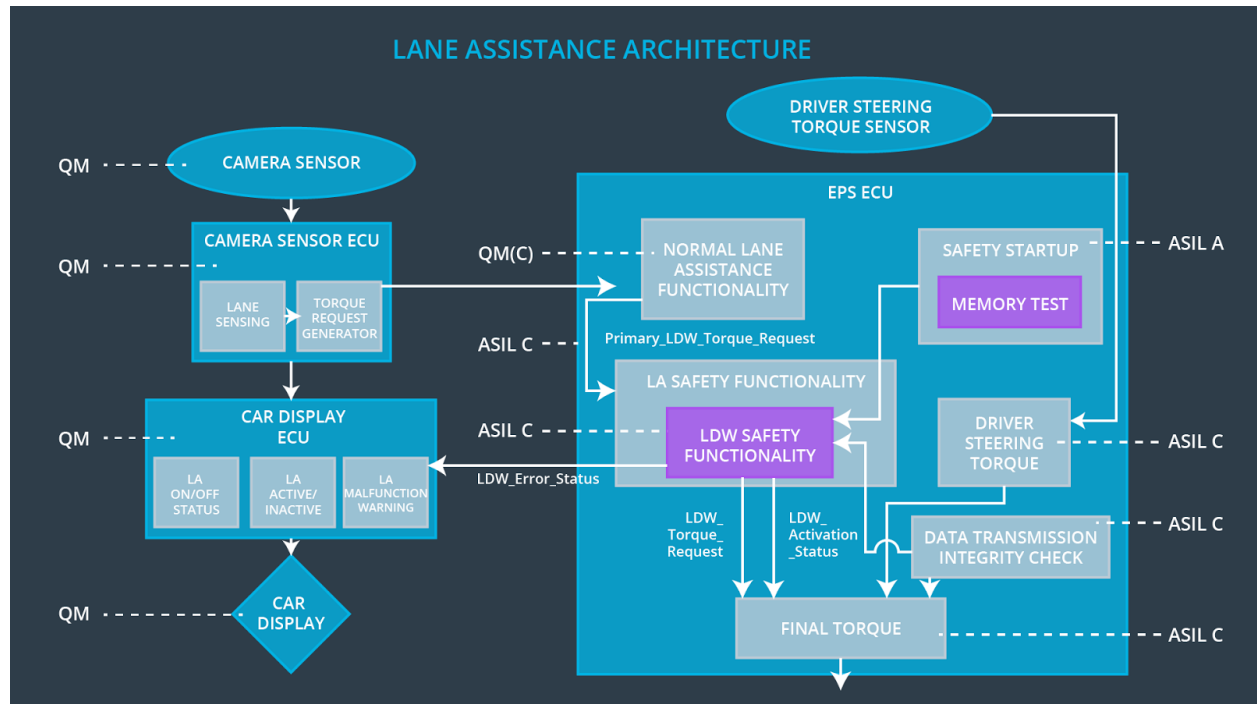 LANE ASSISTANCE ARCHITECTURE
DRIVER STEERING
TORQUE SENSOR
QM
CAMERA SENSOR
EPS ECU
QM
CAMERA SENSOR ECU
LANE
SENSING
TORQUE
REQUEST
GENERATOR
QM(C)
NORMAL LANE
ASSISTANCE
FUNCTIONALITY
SAFETY STARTUP
ASIL A
MEMORY TEST
ASIL C
Primary_LDW_Torque_Request
LA SAFETY FUNCTIONALITY
ASIL C
LDW SAFETY
FUNCTIONALITY
DRIVER
STEERING
TORQUE
ASIL C
QM
CAR DISPLAY
ECU
LA
ON/OFF
STATUS
LA
ACTIVE/
INACTIVE
LA
MALFUNCTION
WARNING
LDW_Error_Status
LDW_
Torque_
Request
LDW_
Activation
_Status
DATA TRANSMISSION
INTEGRITY CHECK
ASIL C
QM
CAR
DISPLAY
FINAL TORQUE
ASIL C